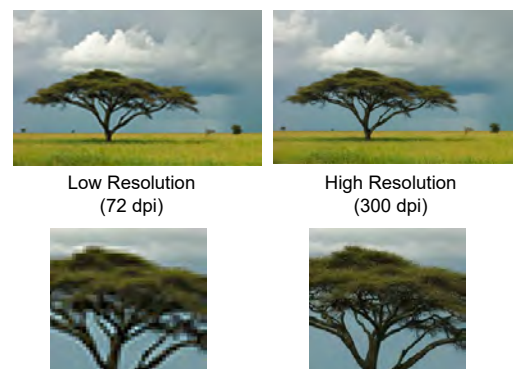 Low Resolution
(72 dpi)
High Resolution
(300 dpi)